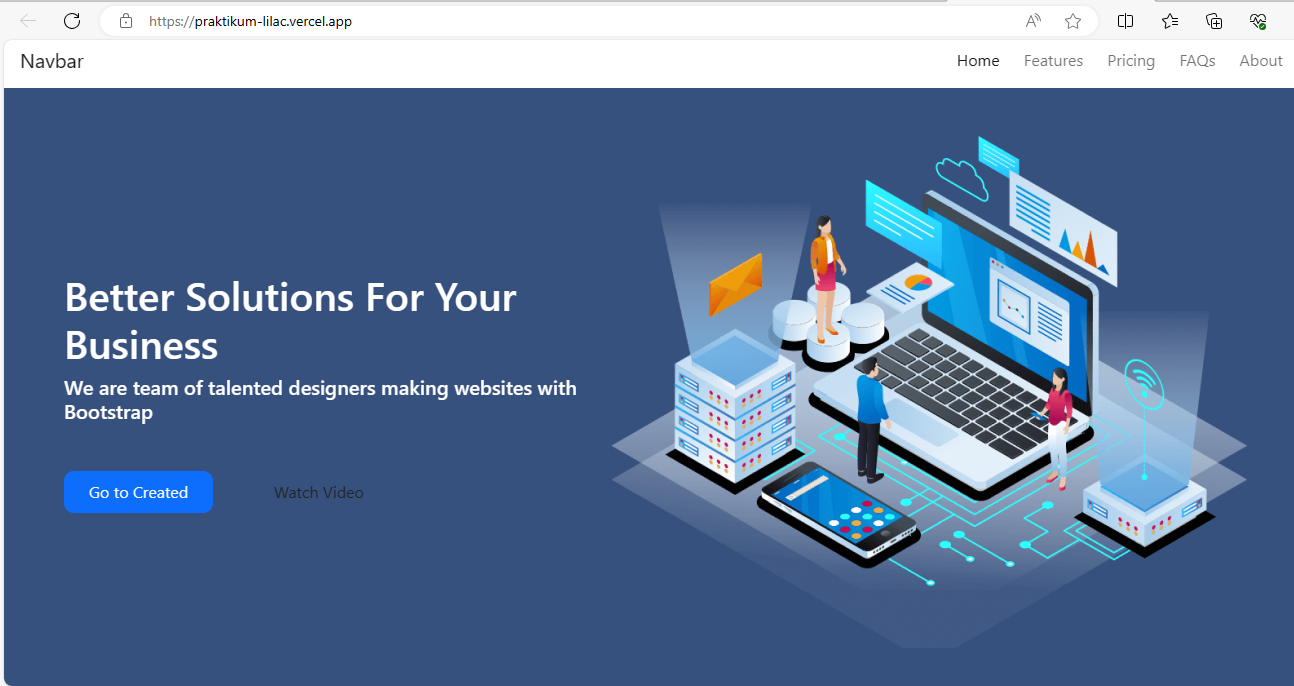 https://praktikum-lilac.vercel.app
Navbar
Home Features Pricing FAQs About
Better Solutions For Your
Business
We are team of talented designers making websites with
Bootstrap
Go to Created Watch Video